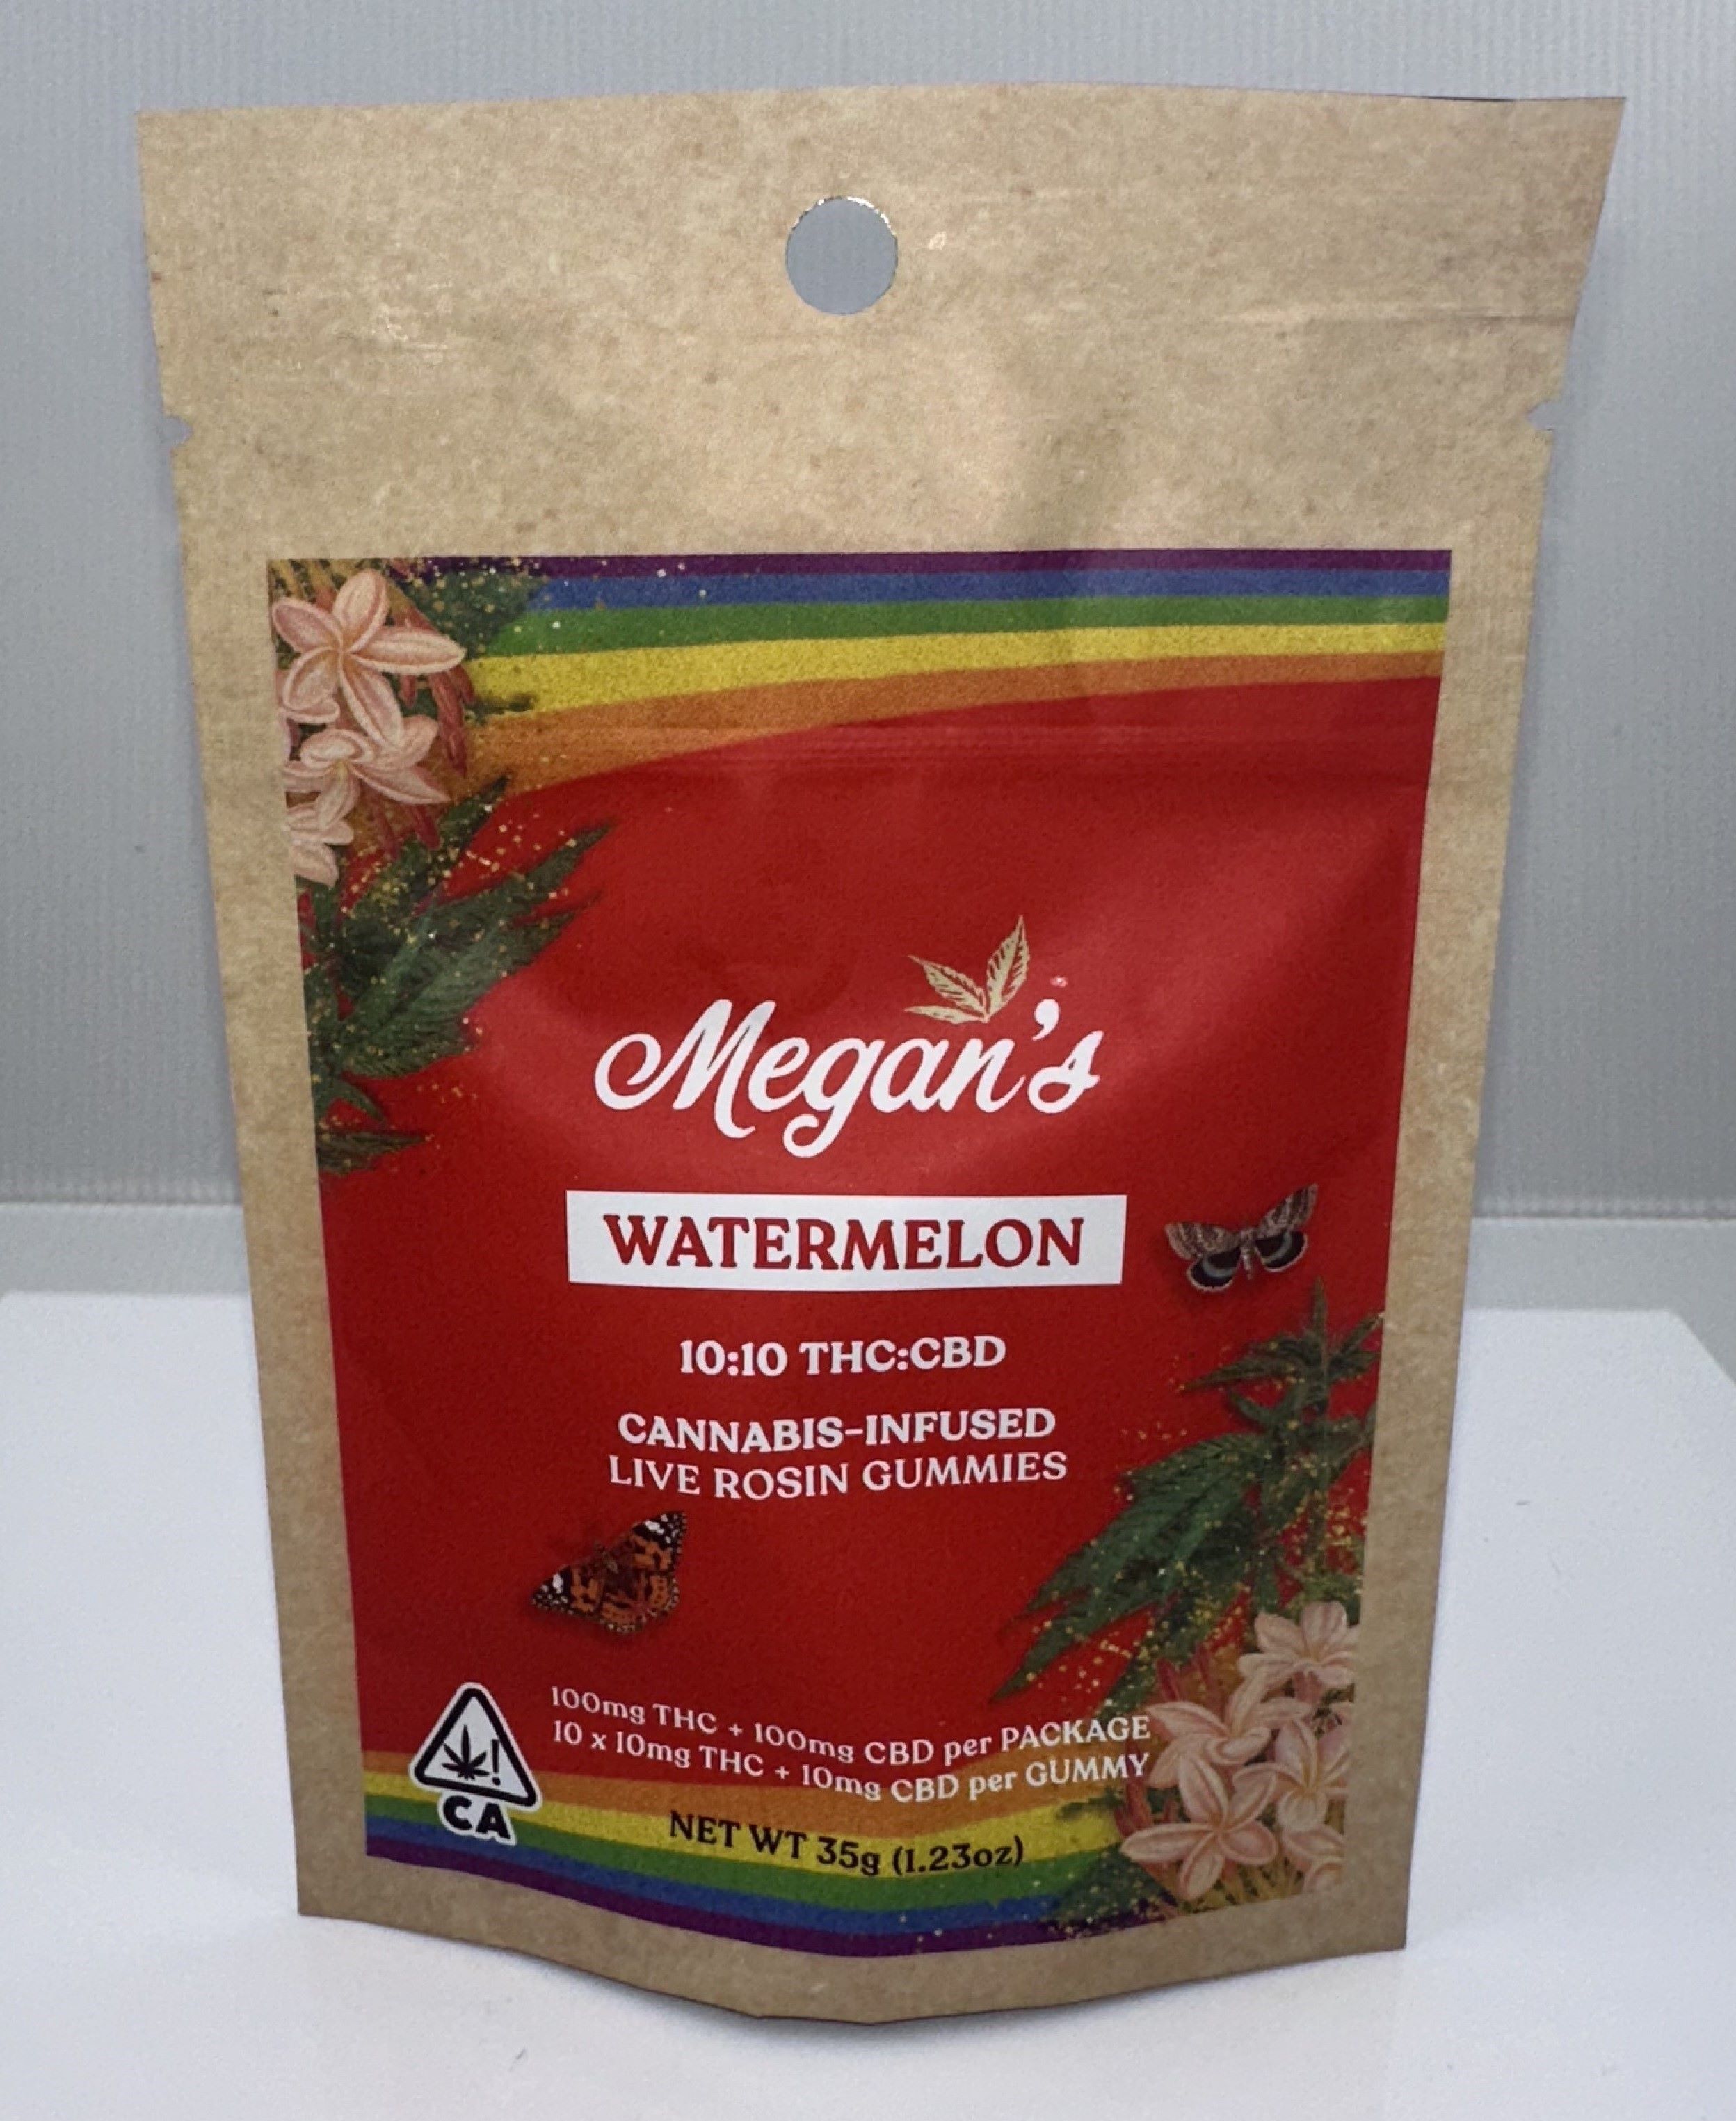 Megan's
WATERMELON
10:10 THC:CBD
CANNABIS-INFUSED
LIVE ROSIN GUMMIES
100mg THC + 100mg CBD per PACKAGE
10 x 10mg THC + 10mg CBD per GUMMY
!
CA
NET WT 35g (1.23oz)